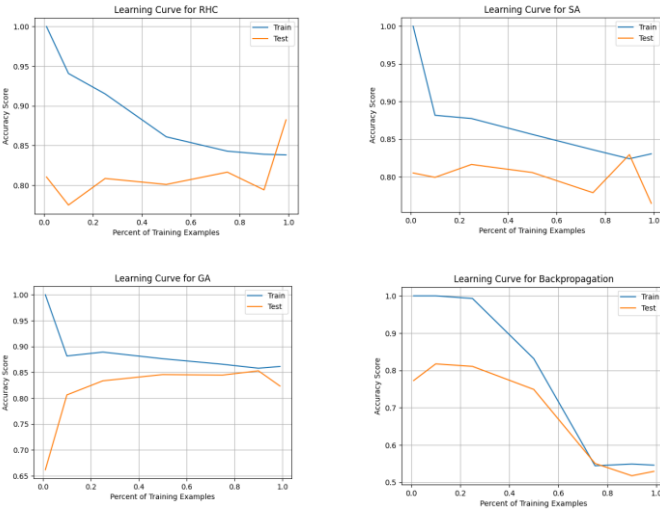 Learning Curve for RHC
Train
Test
1.00
0.95
0.90
0.85
0.80
Accuracy Score
0.0 0.2 0.4 0.6 0.8 1.0
Percent of Training Examples
Learning Curve for SA
Train
Test
1.00
0.95
0.90
0.85
0.80
Accuracy Score
0.0 0.2 0.4 0.6 0.8 1.0
Percent of Training Examples
Learning Curve for GA
Train
Test
1.00
0.95
0.90
0.85
0.80
0.75
0.70
0.65
Accuracy Score
0.0 0.2 0.4 0.6 0.8 1.0
Percent of Training Examples
Learning Curve for Backpropagation
Train
Test
1.0
0.9
0.8
0.7
0.6
0.5
Accuracy Score
0.0 0.2 0.4 0.6 0.8 1.0
Percent of Training Examples